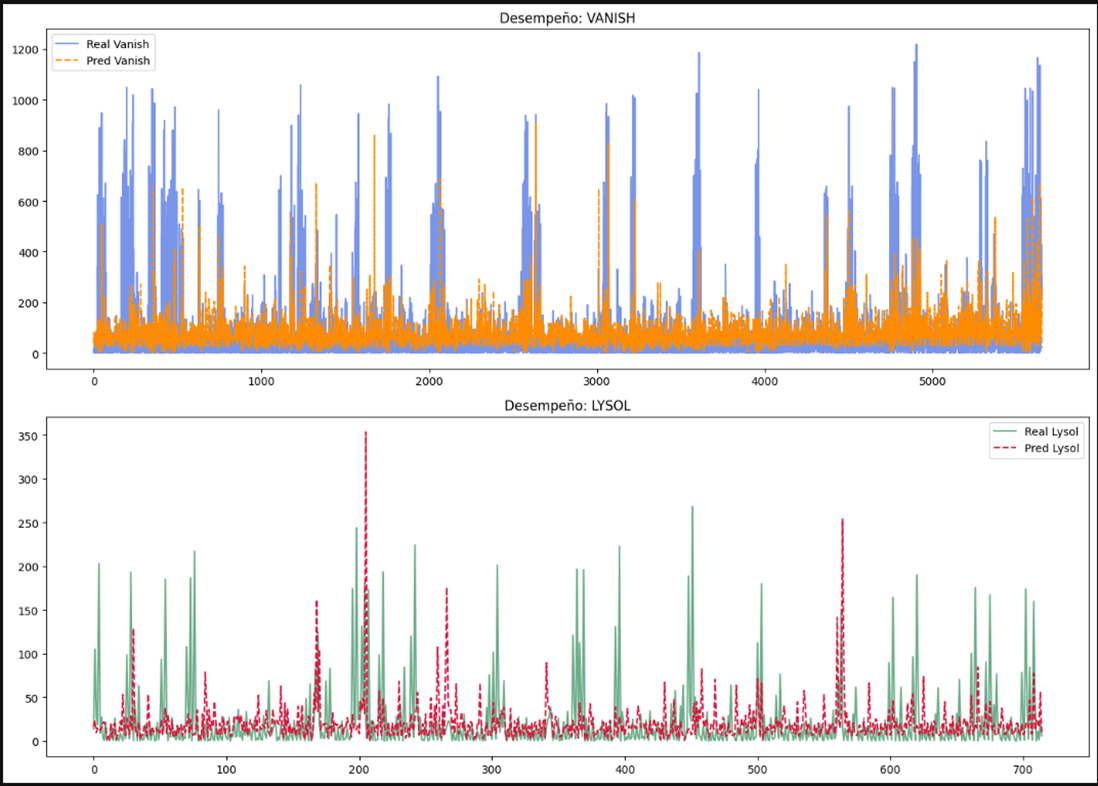 Desempeño: VANISH
Real Vanish
Pred Vanish
1200
1000
800
600
400
200
0
0 1000 2000 3000 4000 5000
Desempeño: LYSOL
Real Lysol
Pred Lysol
350
300
250
200
150
100
50
0
0 100 200 300 400 500 600 700